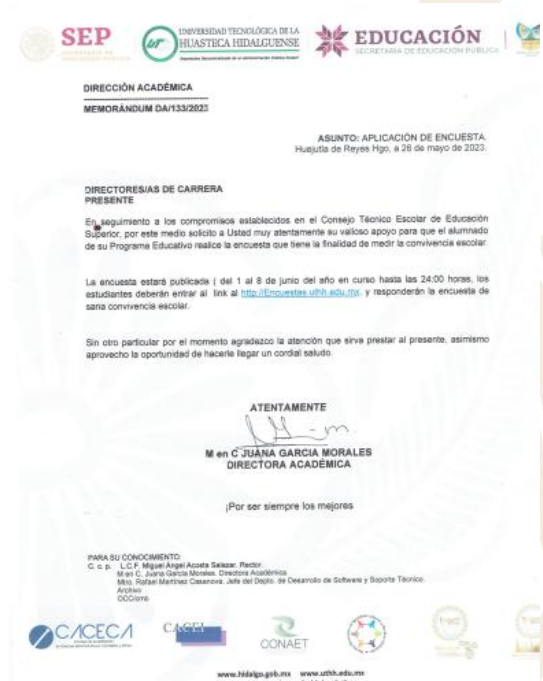 SEP
UNIVERSIDAD TECNOLÓGICA DE LA
HUASTECA HIDALGUENSE
EDUCACIÓN
SECRETARÍA DE EDUCACIÓN PÚBLICA
DIRECCIÓN ACADÉMICA
MEMORÁNDUM DA/133/2023
ASUNTO: APLICACIÓN DE ENCUESTA.
Huejutla de Reyes Hgo, a 26 de mayo de 2023.
DIRECTORES/AS DE CARRERA
PRESENTE
En seguimiento a los compromisos establecidos en el Consejo Técnico Escolar de Educación
Superior, por este medio solicito a Usted muy atentamente su valioso apoyo para que el alumnado
de su Programa Educativo realice la encuesta que tiene la finalidad de medir la convivencia escolar.
La encuesta estará publicada ( del 1 al 8 de junio del año en curso hasta las 24:00 horas, los
estudiantes deberán entrar al link al http://Encuestas.uthh.edu.mx, y responderán la encuesta de
sana convivencia escolar.
Sin otro particular por el momento agradezco la atención que sirva prestar al presente, asimismo
aprovecho la oportunidad de hacerle llegar un cordial saludo.
ATENTAMENTE
M en C JUANA GARCIA MORALES
DIRECTORA ACADÉMICA
¡Por ser siempre los mejores
PARA SU CONOCIMIENTO:
C. c. p. L.C.F. Miguel Angel Acosta Salazar. Rector.
M en C. Juana Garcia Morales. Directora Académica
Mtro. Rafael Martínez Casanova. Jefe del Depto. de Desarrollo de Software y Soporte Técnico.
Archivo
CACECA
CACEI
CONAET
www.hidalgo.gob.mx www.uthh.edu.mx